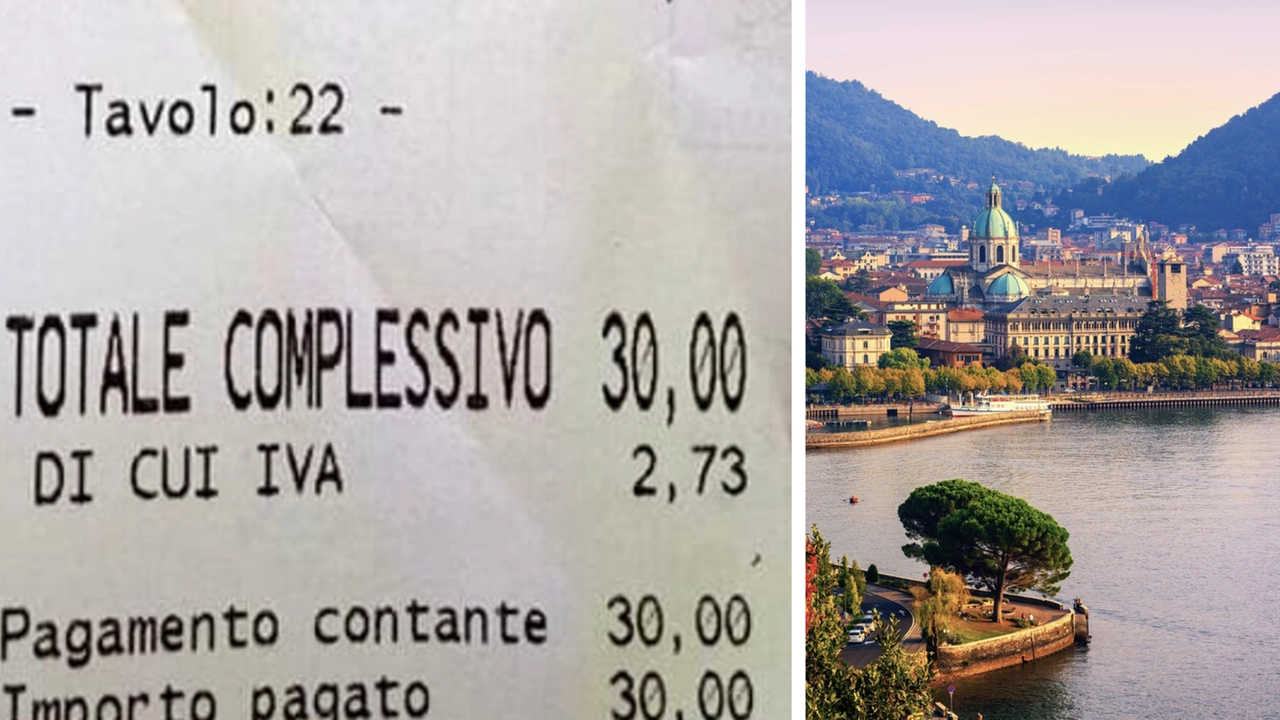 - Tavolo:22 -
TOTALE COMPLESSIVO 30,00
DI CUI IVA 2,73
Pagamento contante 30,00
Importo pagato 30,00